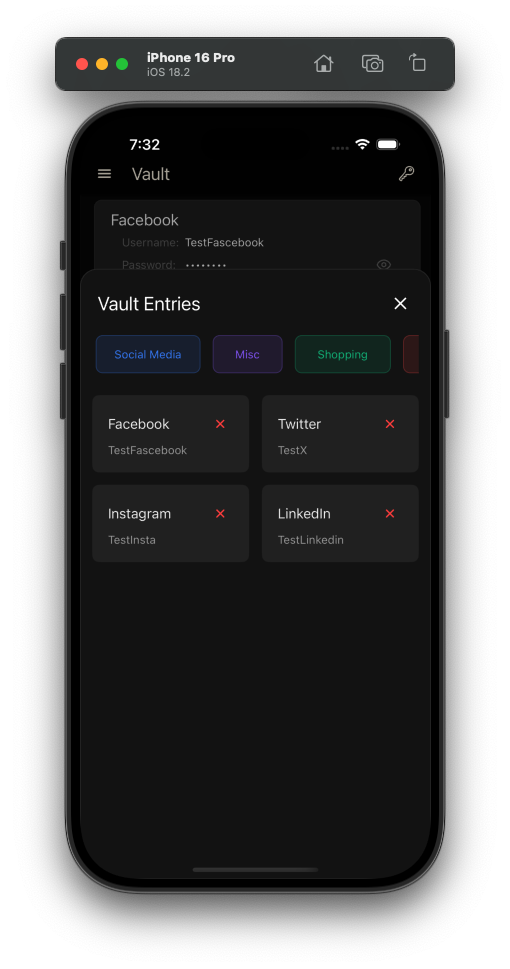 iPhone 16 Pro
iOS 18.2
7:32
Vault
Facebook
Username: TestFascebook
Password: ••••••••
Vault Entries
Social Media Misc Shopping
Facebook Twitter
TestFascebook TestX
Instagram LinkedIn
TestInsta TestLinkedin